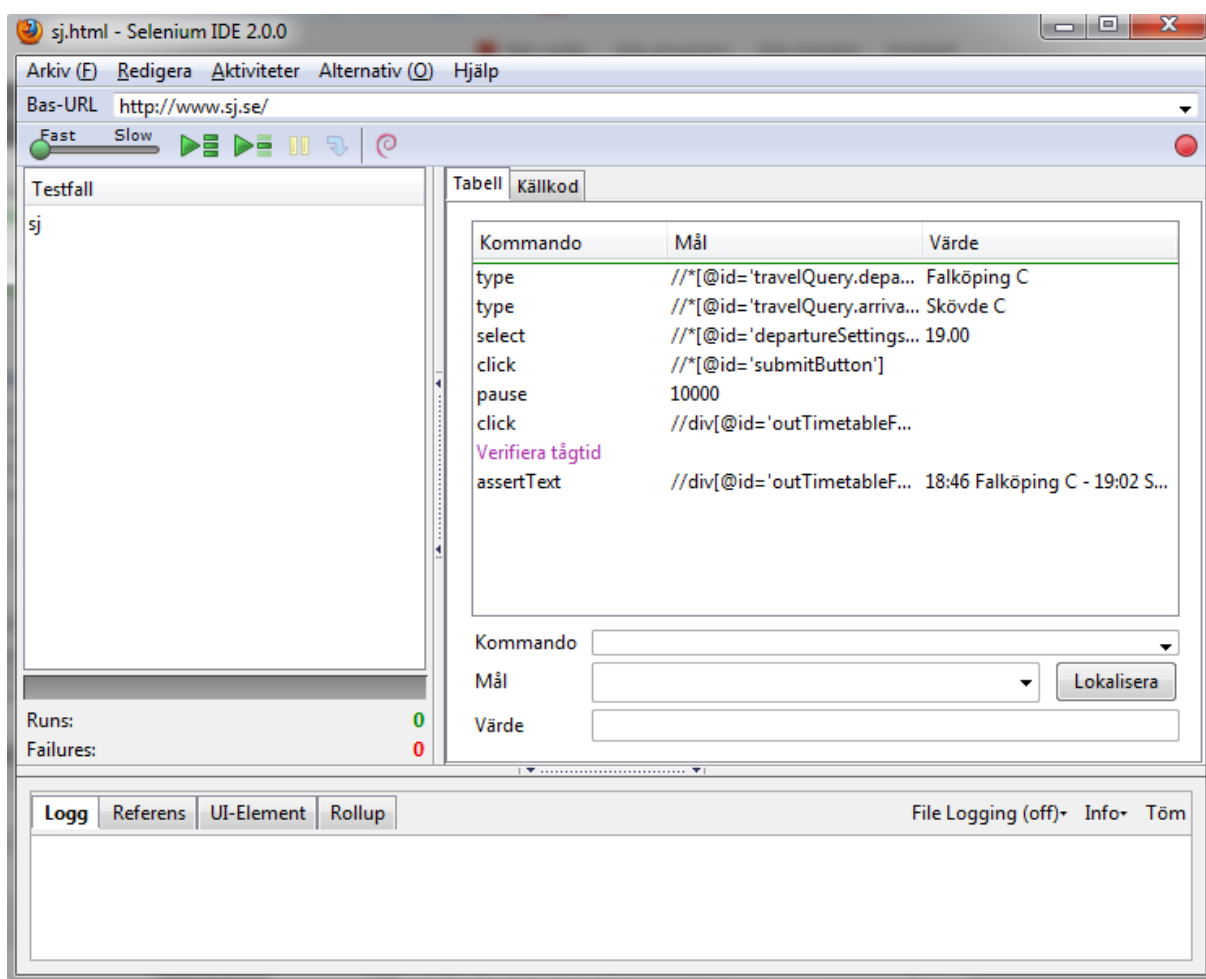 sj.html - Selenium IDE 2.0.0
Arkiv (F) Redigera Aktiviteter Alternativ (O) Hjälp
Bas-URL http://www.sj.se/
Fast Slow
Testfall
sj
Tabell Källkod
Kommando Mål Värde
type //*[@id='travelQuery.depa... Falköping C
type //*[@id='travelQuery.arriva... Skövde C
select //*[@id='departureSettings... 19.00
click //*[@id='submitButton']
pause 10000
click //div[@id='outTimetableF...
Verifiera tågtid
assertText //div[@id='outTimetableF... 18:46 Falköping C - 19:02 S...
Kommando
Mål Lokalisera
Värde
Runs: 0
Failures: 0
Logg Referens UI-Element Rollup File Logging (off) Info Töm